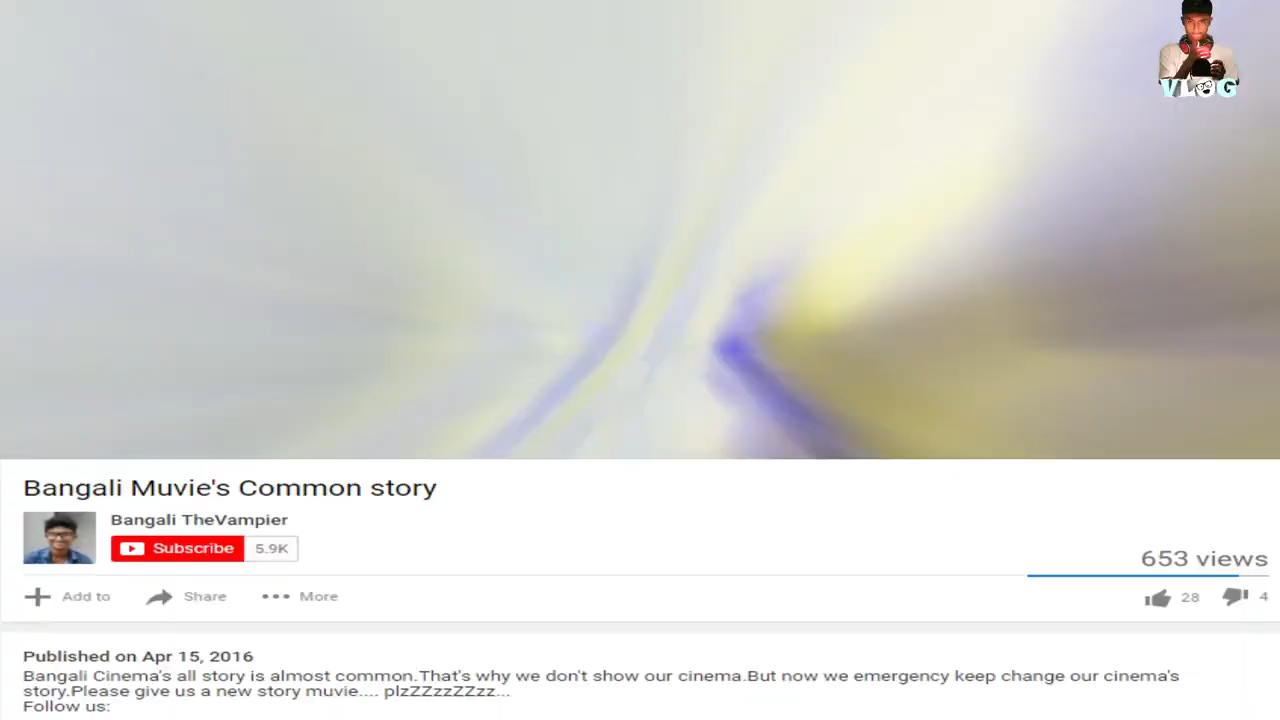 VLOG
Bangali Muvie's Common story
Bangali TheVampier
Subscribe 5.9K
653 views
Add to Share More 28 4
Published on Apr 15, 2016
Bangali Cinema's all story is almost common.That's why we don't show our cinema.But now we emergency keep change our cinema's
story.Please give us a new story muvie.... plzZZzzZZzz...
Follow us: